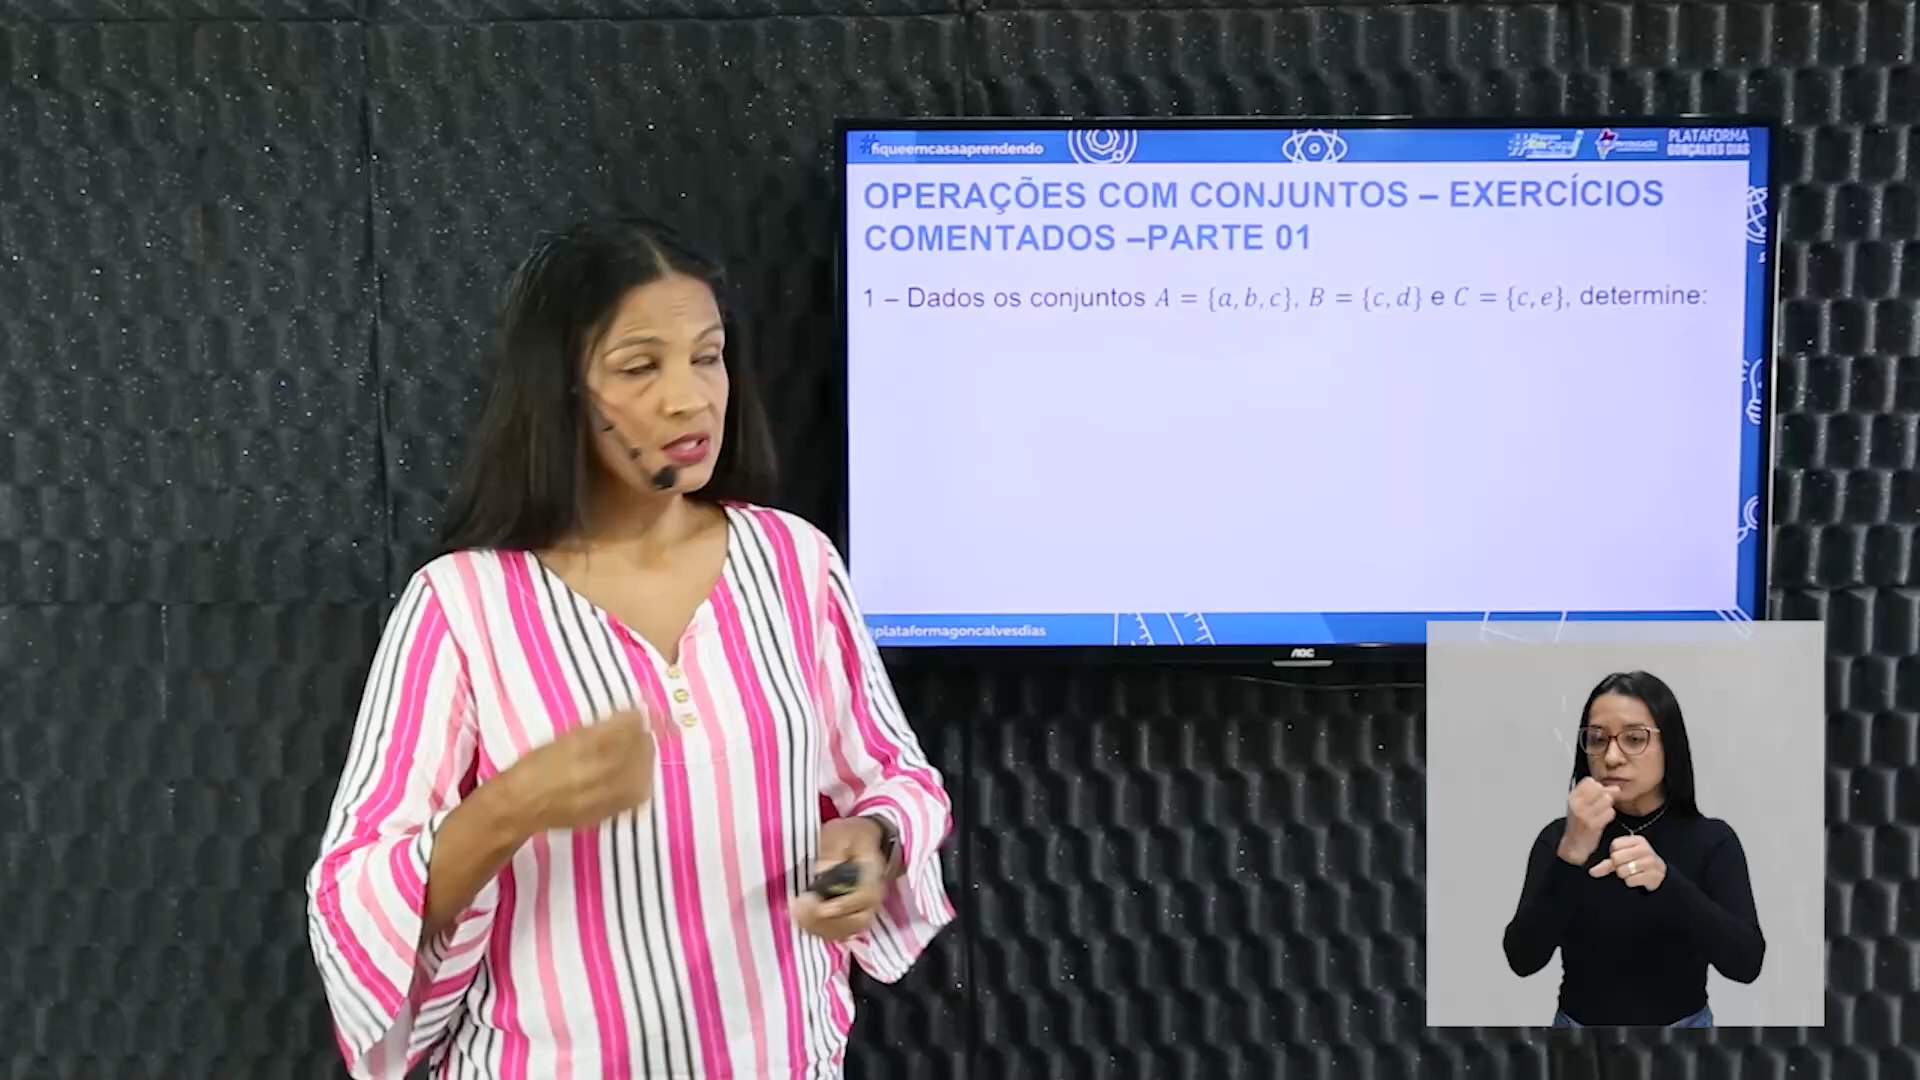 #fiqueemcasaaprendendo
PLATAFORMA
GONÇALVES DIAS
OPERAÇÕES COM CONJUNTOS – EXERCÍCIOS
COMENTADOS –PARTE 01
1 – Dados os conjuntos A = {a, b, c}, B = {c, d} e C = {c, e}, determine:
@plataformagoncalvesdias
AOC